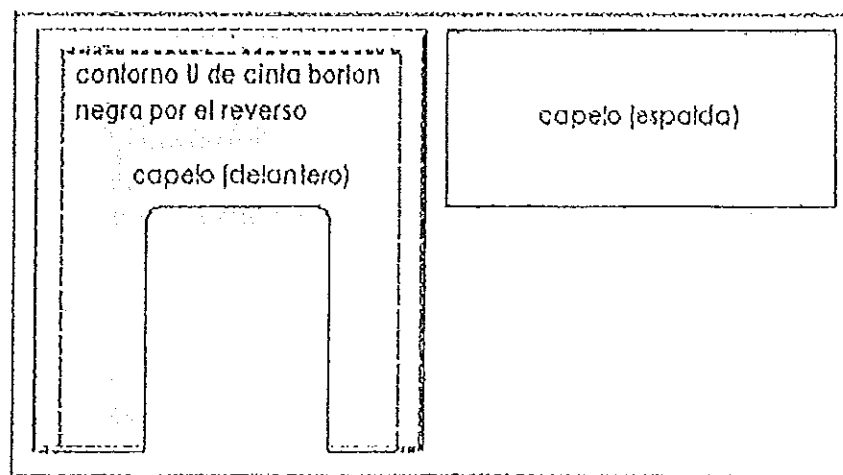 contorno U de cinta borlon
negra por el reverso
capelo (delantero)
capelo (espalda)